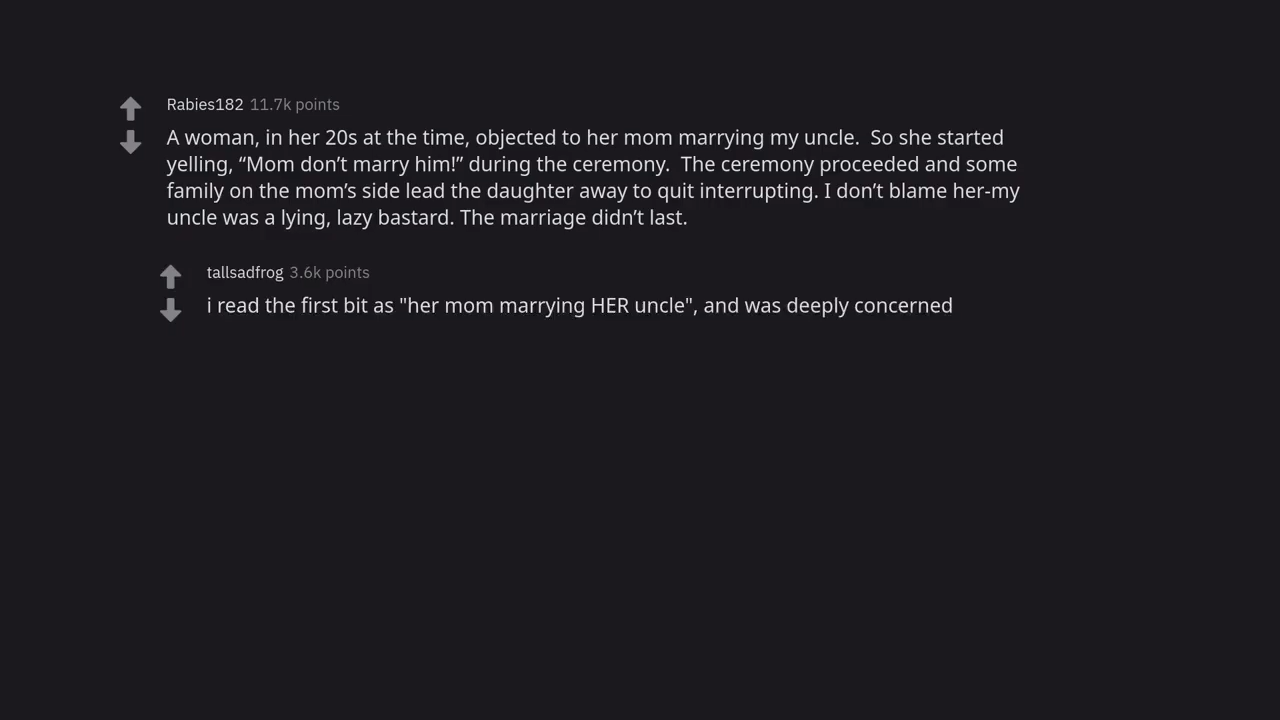 Rabies182 11.7k points
A woman, in her 20s at the time, objected to her mom marrying my uncle.  So she started
yelling, “Mom don’t marry him!” during the ceremony.  The ceremony proceeded and some
family on the mom’s side lead the daughter away to quit interrupting. I don’t blame her-my
uncle was a lying, lazy bastard. The marriage didn’t last.
tallsadfrog 3.6k points
i read the first bit as "her mom marrying HER uncle", and was deeply concerned